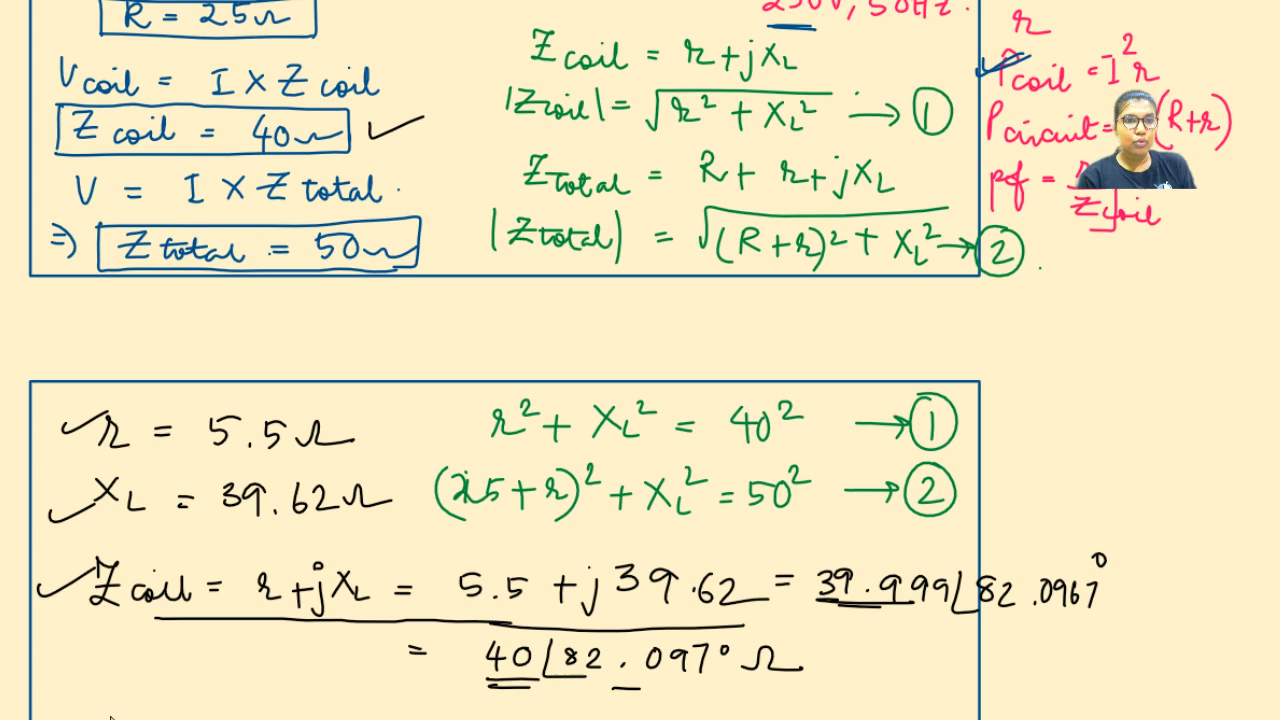 R = 25Ω
Vcoil = I X Zcoil
Zcoil = 40Ω ✓
V = I X Ztotal.
⇒ Ztotal = 50Ω
230V, 50Hz.
Zcoil = r+jXL
|Zcoil| = √r² + XL² → ①
ZTotal = R+ r+jXL
|Ztotal| = √(R+r)² + XL² → ②
r
Pcoil = I²r
Pcircuit= (R+r)
pf =
Zcoil
✓ r = 5.5Ω
✓ XL = 39.62Ω
r² + XL² = 40² → ①
(25+r)² + XL² = 50² → ②
✓ Zcoil = r+jXL = 5.5 +j39.62 = 39.999∠82.0967°
= 40∠82.097° Ω